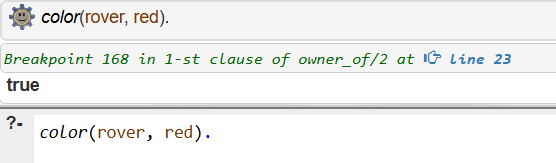 color(rover, red).
Breakpoint 168 in 1-st clause of owner_of/2 at line 23
true
?- color(rover, red).